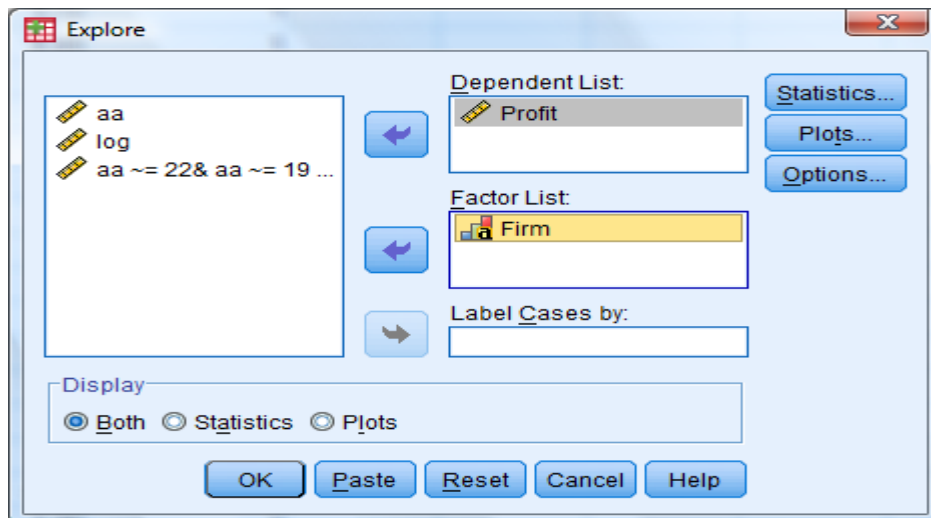 Explore
Dependent List:
aa
log
aa ~= 22& aa ~= 19 ...
Profit
Statistics...
Plots...
Options...
Factor List:
Firm
Label Cases by:
Display
Both Statistics Plots
OK Paste Reset Cancel Help